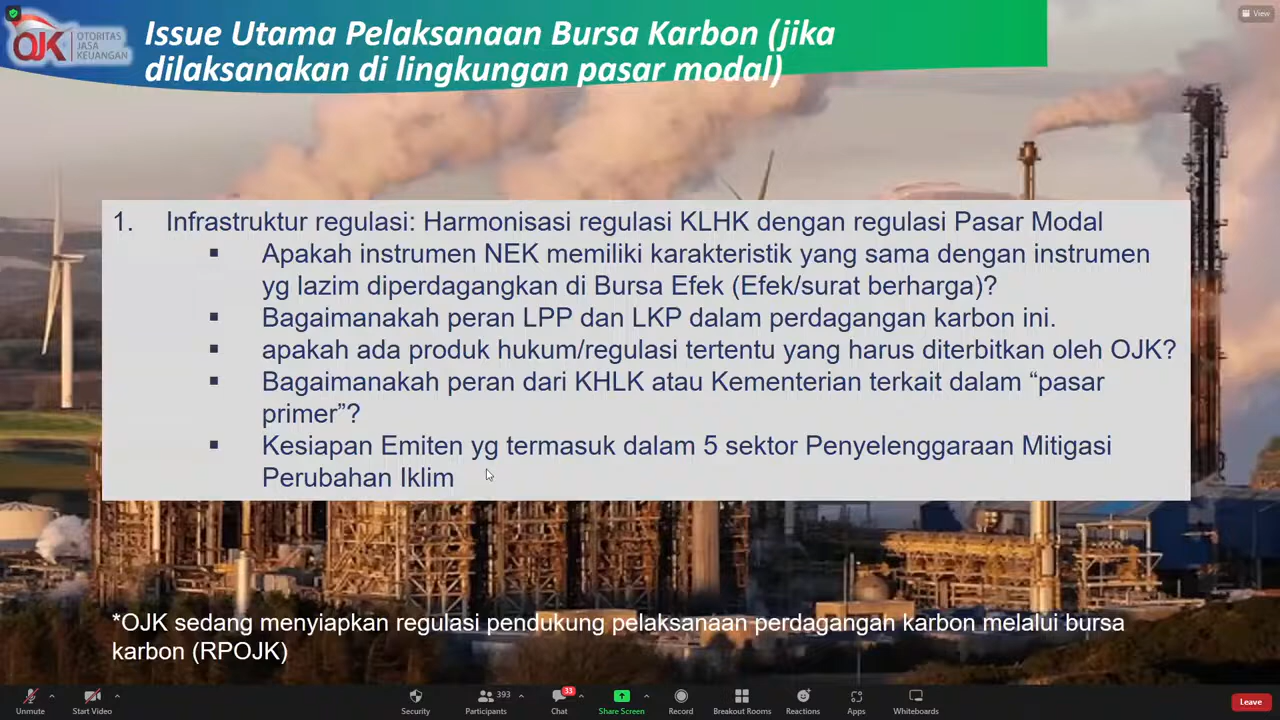 View
OJK
OTORITAS
JASA
KEUANGAN
Issue Utama Pelaksanaan Bursa Karbon (jika
dilaksanakan di lingkungan pasar modal)
1. Infrastruktur regulasi: Harmonisasi regulasi KLHK dengan regulasi Pasar Modal
▪ Apakah instrumen NEK memiliki karakteristik yang sama dengan instrumen
yg lazim diperdagangkan di Bursa Efek (Efek/surat berharga)?
▪ Bagaimanakah peran LPP dan LKP dalam perdagangan karbon ini.
▪ apakah ada produk hukum/regulasi tertentu yang harus diterbitkan oleh OJK?
▪ Bagaimanakah peran dari KHLK atau Kementerian terkait dalam “pasar
primer”?
▪ Kesiapan Emiten yg termasuk dalam 5 sektor Penyelenggaraan Mitigasi
Perubahan Iklim
*OJK sedang menyiapkan regulasi pendukung pelaksanaan perdagangan karbon melalui bursa
karbon (RPOJK)
Unmute
Start Video
Security
Participants 393
Chat 33
Share Screen
Record
Breakout Rooms
Reactions
Apps
Whiteboards
Leave